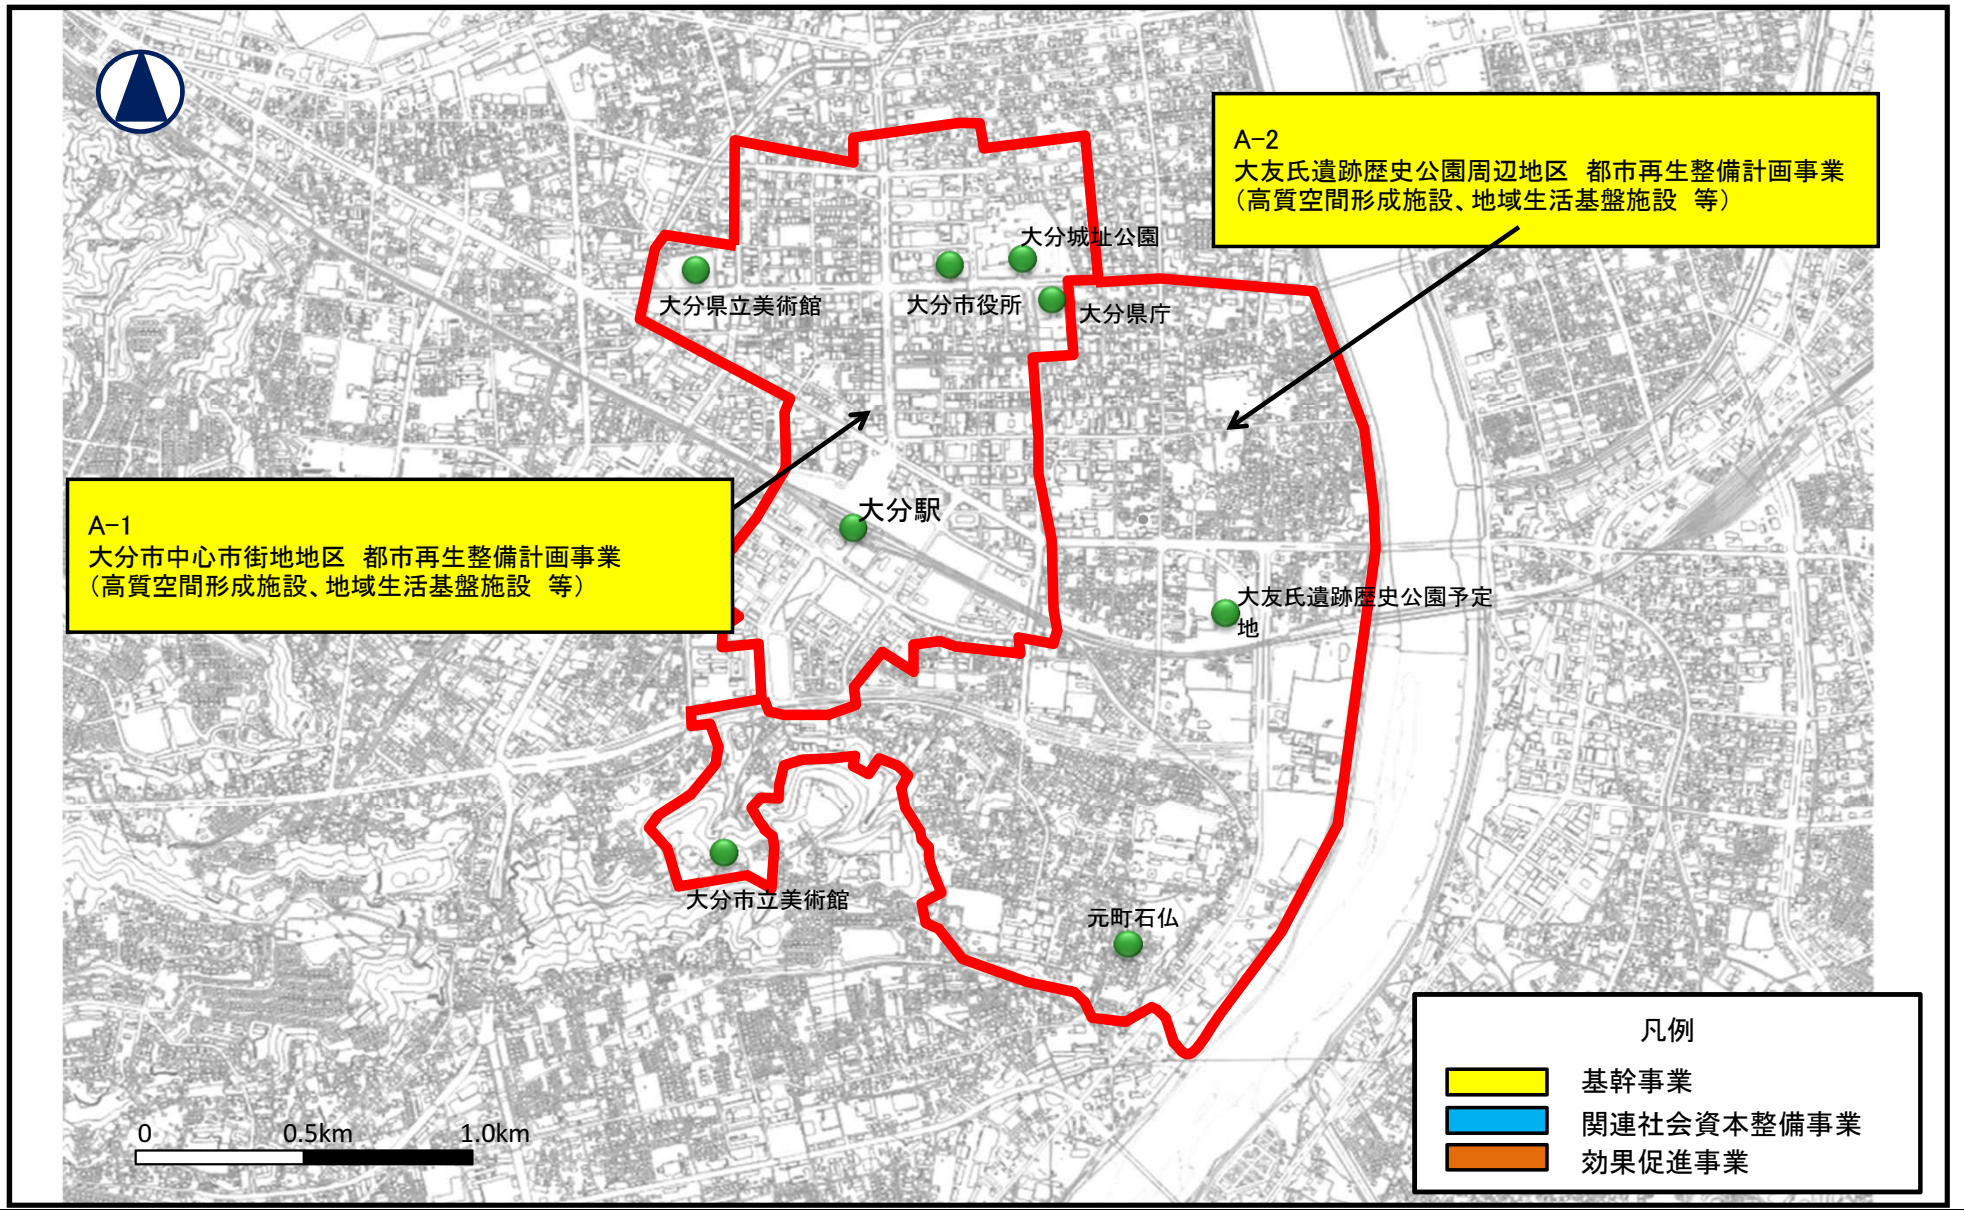 A-2
大友氏遺跡歴史公園周辺地区 都市再生整備計画事業
(高質空間形成施設、地域生活基盤施設 等)
大分城址公園
大分県立美術館
大分市役所
大分県庁
大分駅
A-1
大分市中心市街地地区 都市再生整備計画事業
(高質空間形成施設、地域生活基盤施設 等)
大友氏遺跡歴史公園予定
地
大分市立美術館
元町石仏
0 0.5km 1.0km
凡例
基幹事業
関連社会資本整備事業
効果促進事業